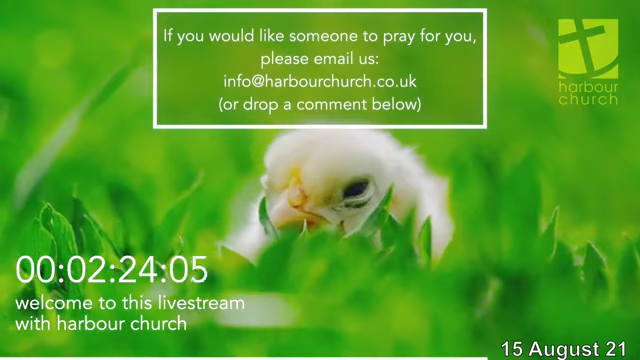 If you would like someone to pray for you,
please email us:
info@harbourchurch.co.uk
(or drop a comment below)
harbour
church
00:02:24:05
welcome to this livestream
with harbour church
15 August 21